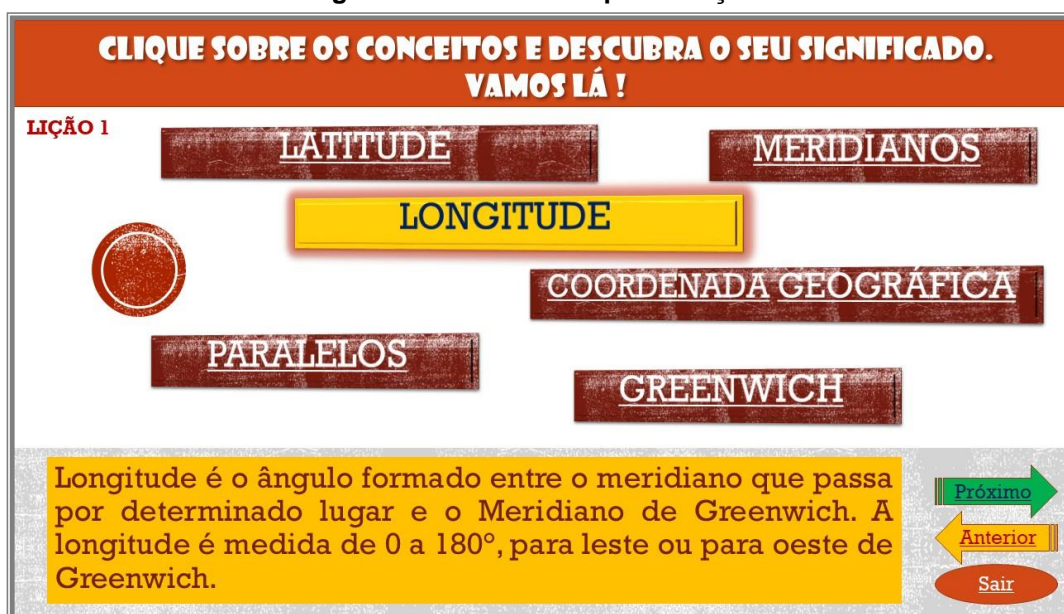 CLIQUE SOBRE OS CONCEITOS E DESCUBRA O SEU SIGNIFICADO.
VAMOS LÁ !
LIÇÃO 1
LATITUDE
MERIDIANOS
LONGITUDE
COORDENADA GEOGRÁFICA
PARALELOS
GREENWICH
Longitude é o ângulo formado entre o meridiano que passa
por determinado lugar e o Meridiano de Greenwich. A
longitude é medida de 0 a 180°, para leste ou para oeste de
Greenwich.
Próximo
Anterior
Sair